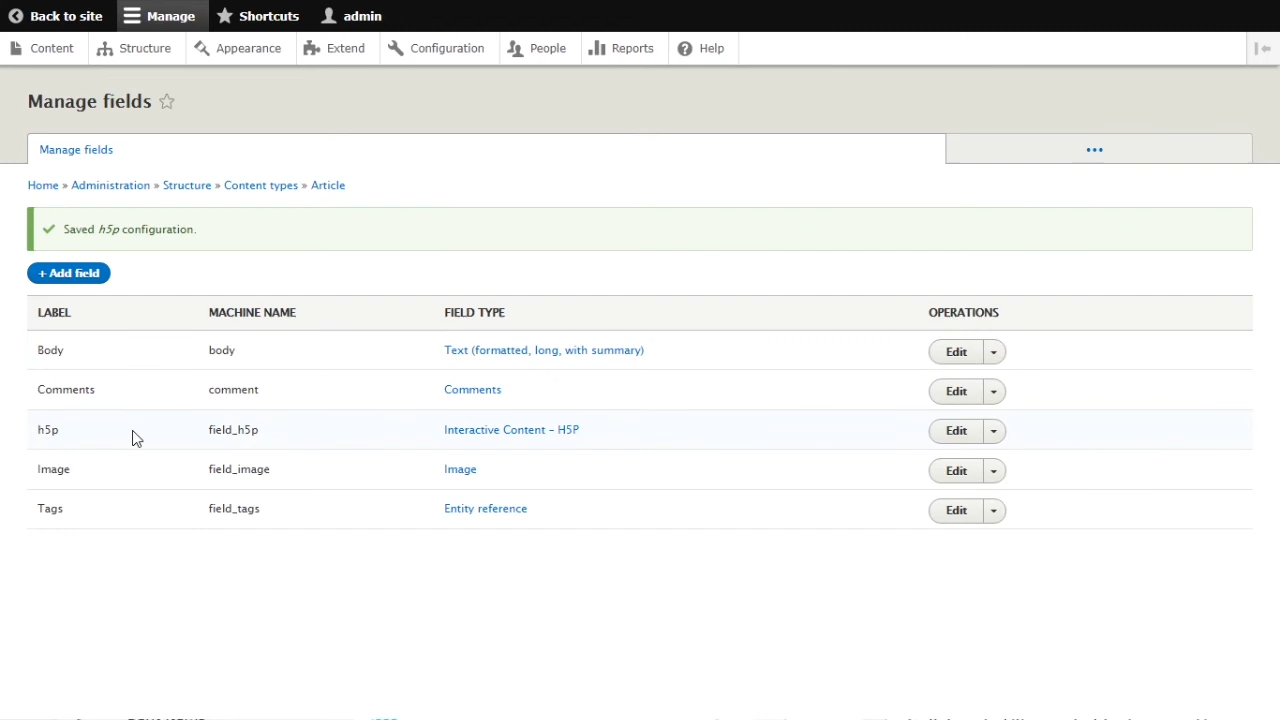 Back to site Manage Shortcuts admin
Content Structure Appearance Extend Configuration People Reports Help
Manage fields
Manage fields
Home » Administration » Structure » Content types » Article
Saved h5p configuration.
+ Add field
LABEL MACHINE NAME FIELD TYPE OPERATIONS
Body body Text (formatted, long, with summary) Edit
Comments comment Comments Edit
h5p field_h5p Interactive Content – H5P Edit
Image field_image Image Edit
Tags field_tags Entity reference Edit